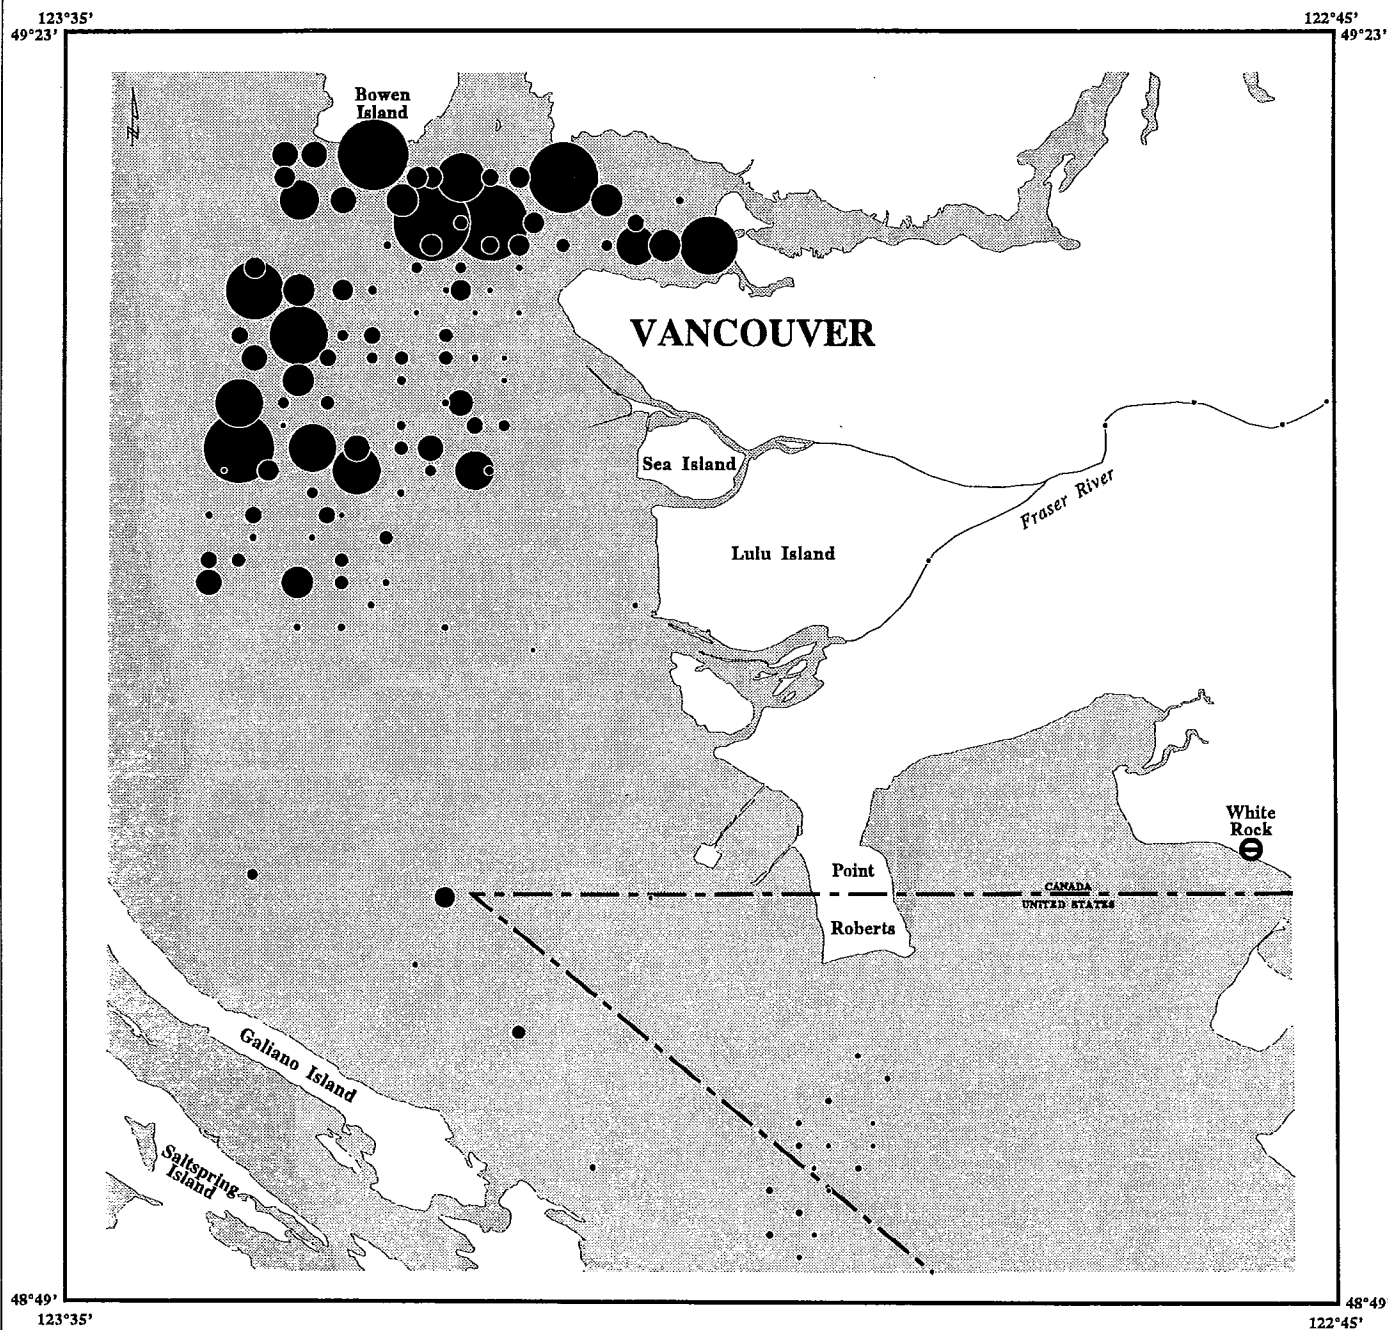 123°35'
122°45'
49°23'
49°23'
Bowen
Island
N
VANCOUVER
Sea Island
Fraser River
Lulu Island
White
Rock
Point
CANADA
UNITED STATES
Roberts
Galiano Island
Saltspring
Island
48°49'
48°49'
123°35'
122°45'